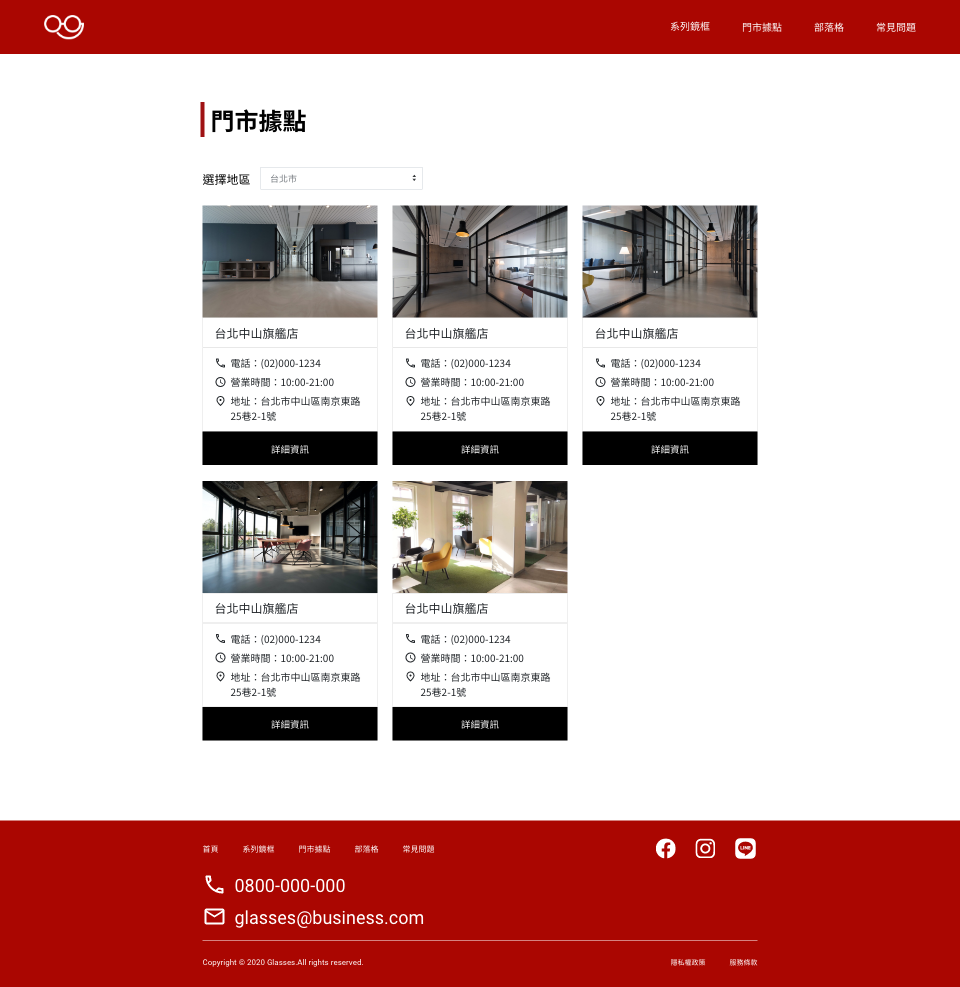 系列鏡框
門市據點
部落格
常見問題
門市據點
選擇地區
台北市
台北中山旗艦店
電話：(02)000-1234
營業時間：10:00-21:00
地址：台北市中山區南京東路
25巷2-1號
詳細資訊
台北中山旗艦店
電話：(02)000-1234
營業時間：10:00-21:00
地址：台北市中山區南京東路
25巷2-1號
詳細資訊
台北中山旗艦店
電話：(02)000-1234
營業時間：10:00-21:00
地址：台北市中山區南京東路
25巷2-1號
詳細資訊
台北中山旗艦店
電話：(02)000-1234
營業時間：10:00-21:00
地址：台北市中山區南京東路
25巷2-1號
詳細資訊
台北中山旗艦店
電話：(02)000-1234
營業時間：10:00-21:00
地址：台北市中山區南京東路
25巷2-1號
詳細資訊
首頁
系列鏡框
門市據點
部落格
常見問題
LINE
0800-000-000
glasses@business.com
Copyright © 2020 Glasses.All rights reserved.
隱私權政策
服務條款